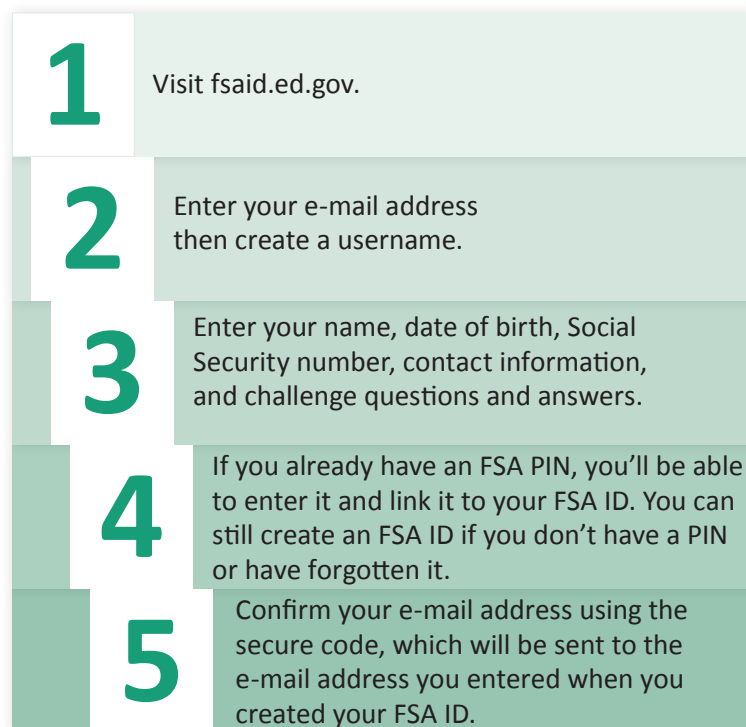 1
Visit fsaid.ed.gov.
2
Enter your e-mail address
then create a username.
3
Enter your name, date of birth, Social
Security number, contact information,
and challenge questions and answers.
4
If you already have an FSA PIN, you’ll be able
to enter it and link it to your FSA ID. You can
still create an FSA ID if you don’t have a PIN
or have forgotten it.
5
Confirm your e-mail address using the
secure code, which will be sent to the
e-mail address you entered when you
created your FSA ID.